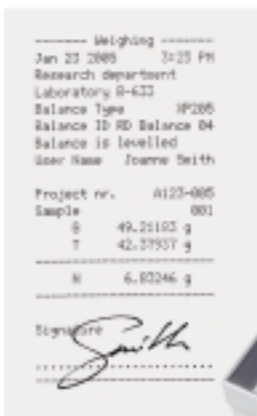 ------- Weighing -------
Jan 23 2005 3:23 PM
Research department
Laboratory B-633
Balance Type XP205
Balance ID RD Balance 04
Balance is levelled
User Name Joanne Smith
Project nr. A123-005
Sample 001
G 49.21183 g
T 42.37937 g
N 6.83246 g
Signature
Smith